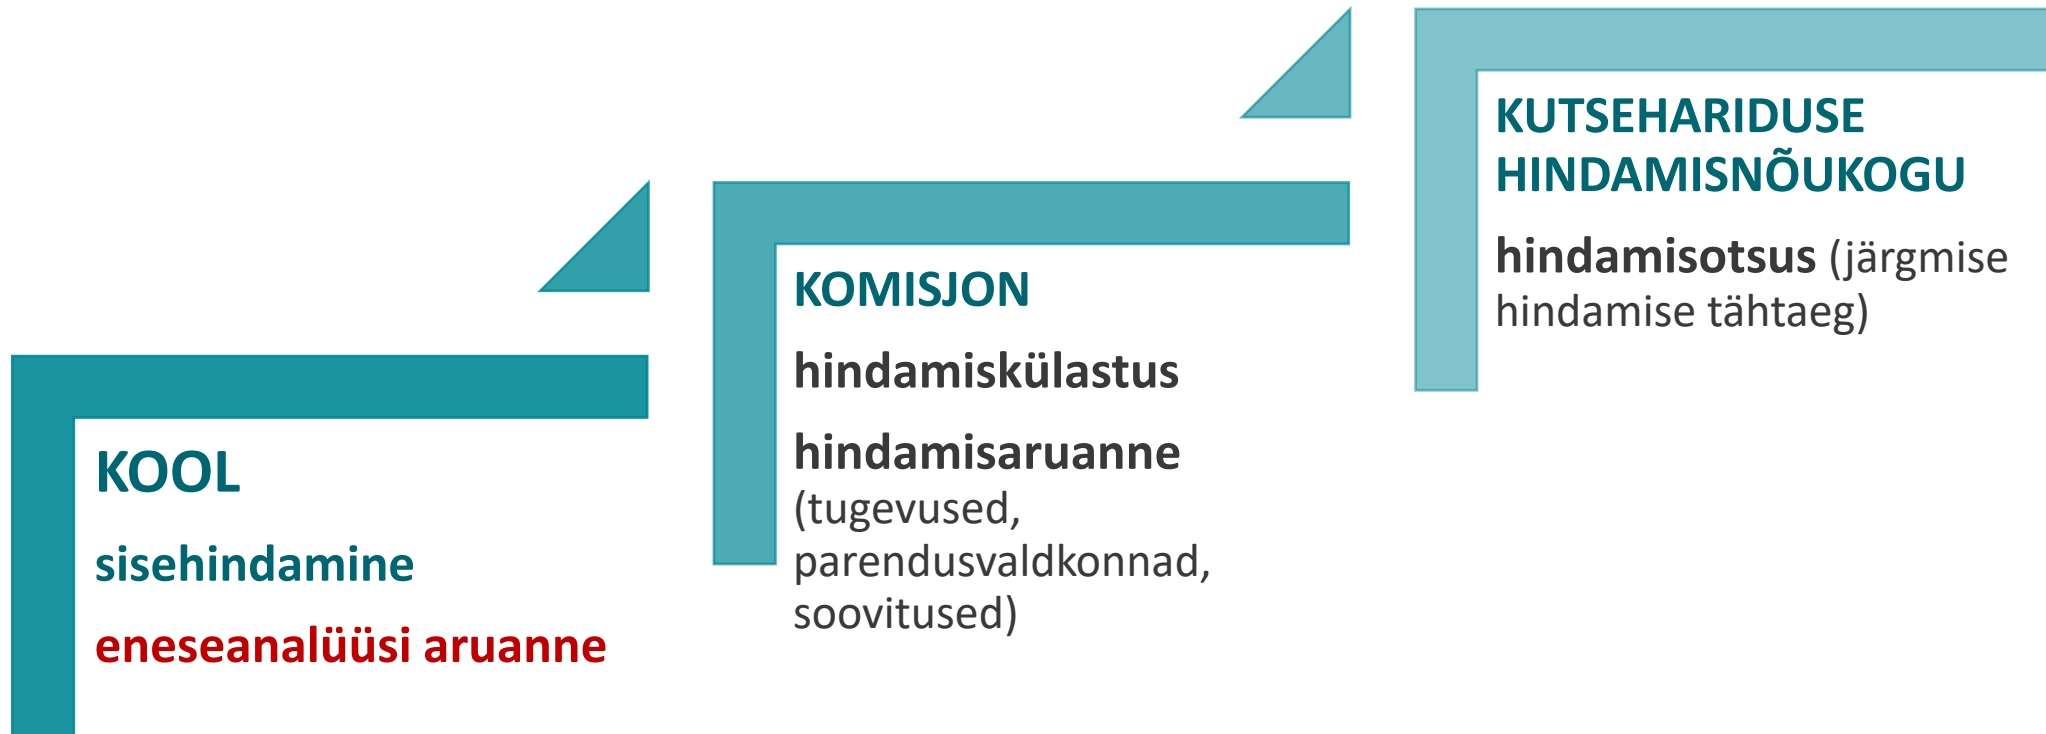 KOOL
sisehindamine
eneseanalüüsi aruanne
KOMISJON
hindamiskülastus
hindamisaruanne
(tugevused,
parendusvaldkonnad,
soovitused)
KUTSEHARIDUSE
HINDAMISNÕUKOGU
hindamisotsus (järgmise
hindamise tähtaeg)